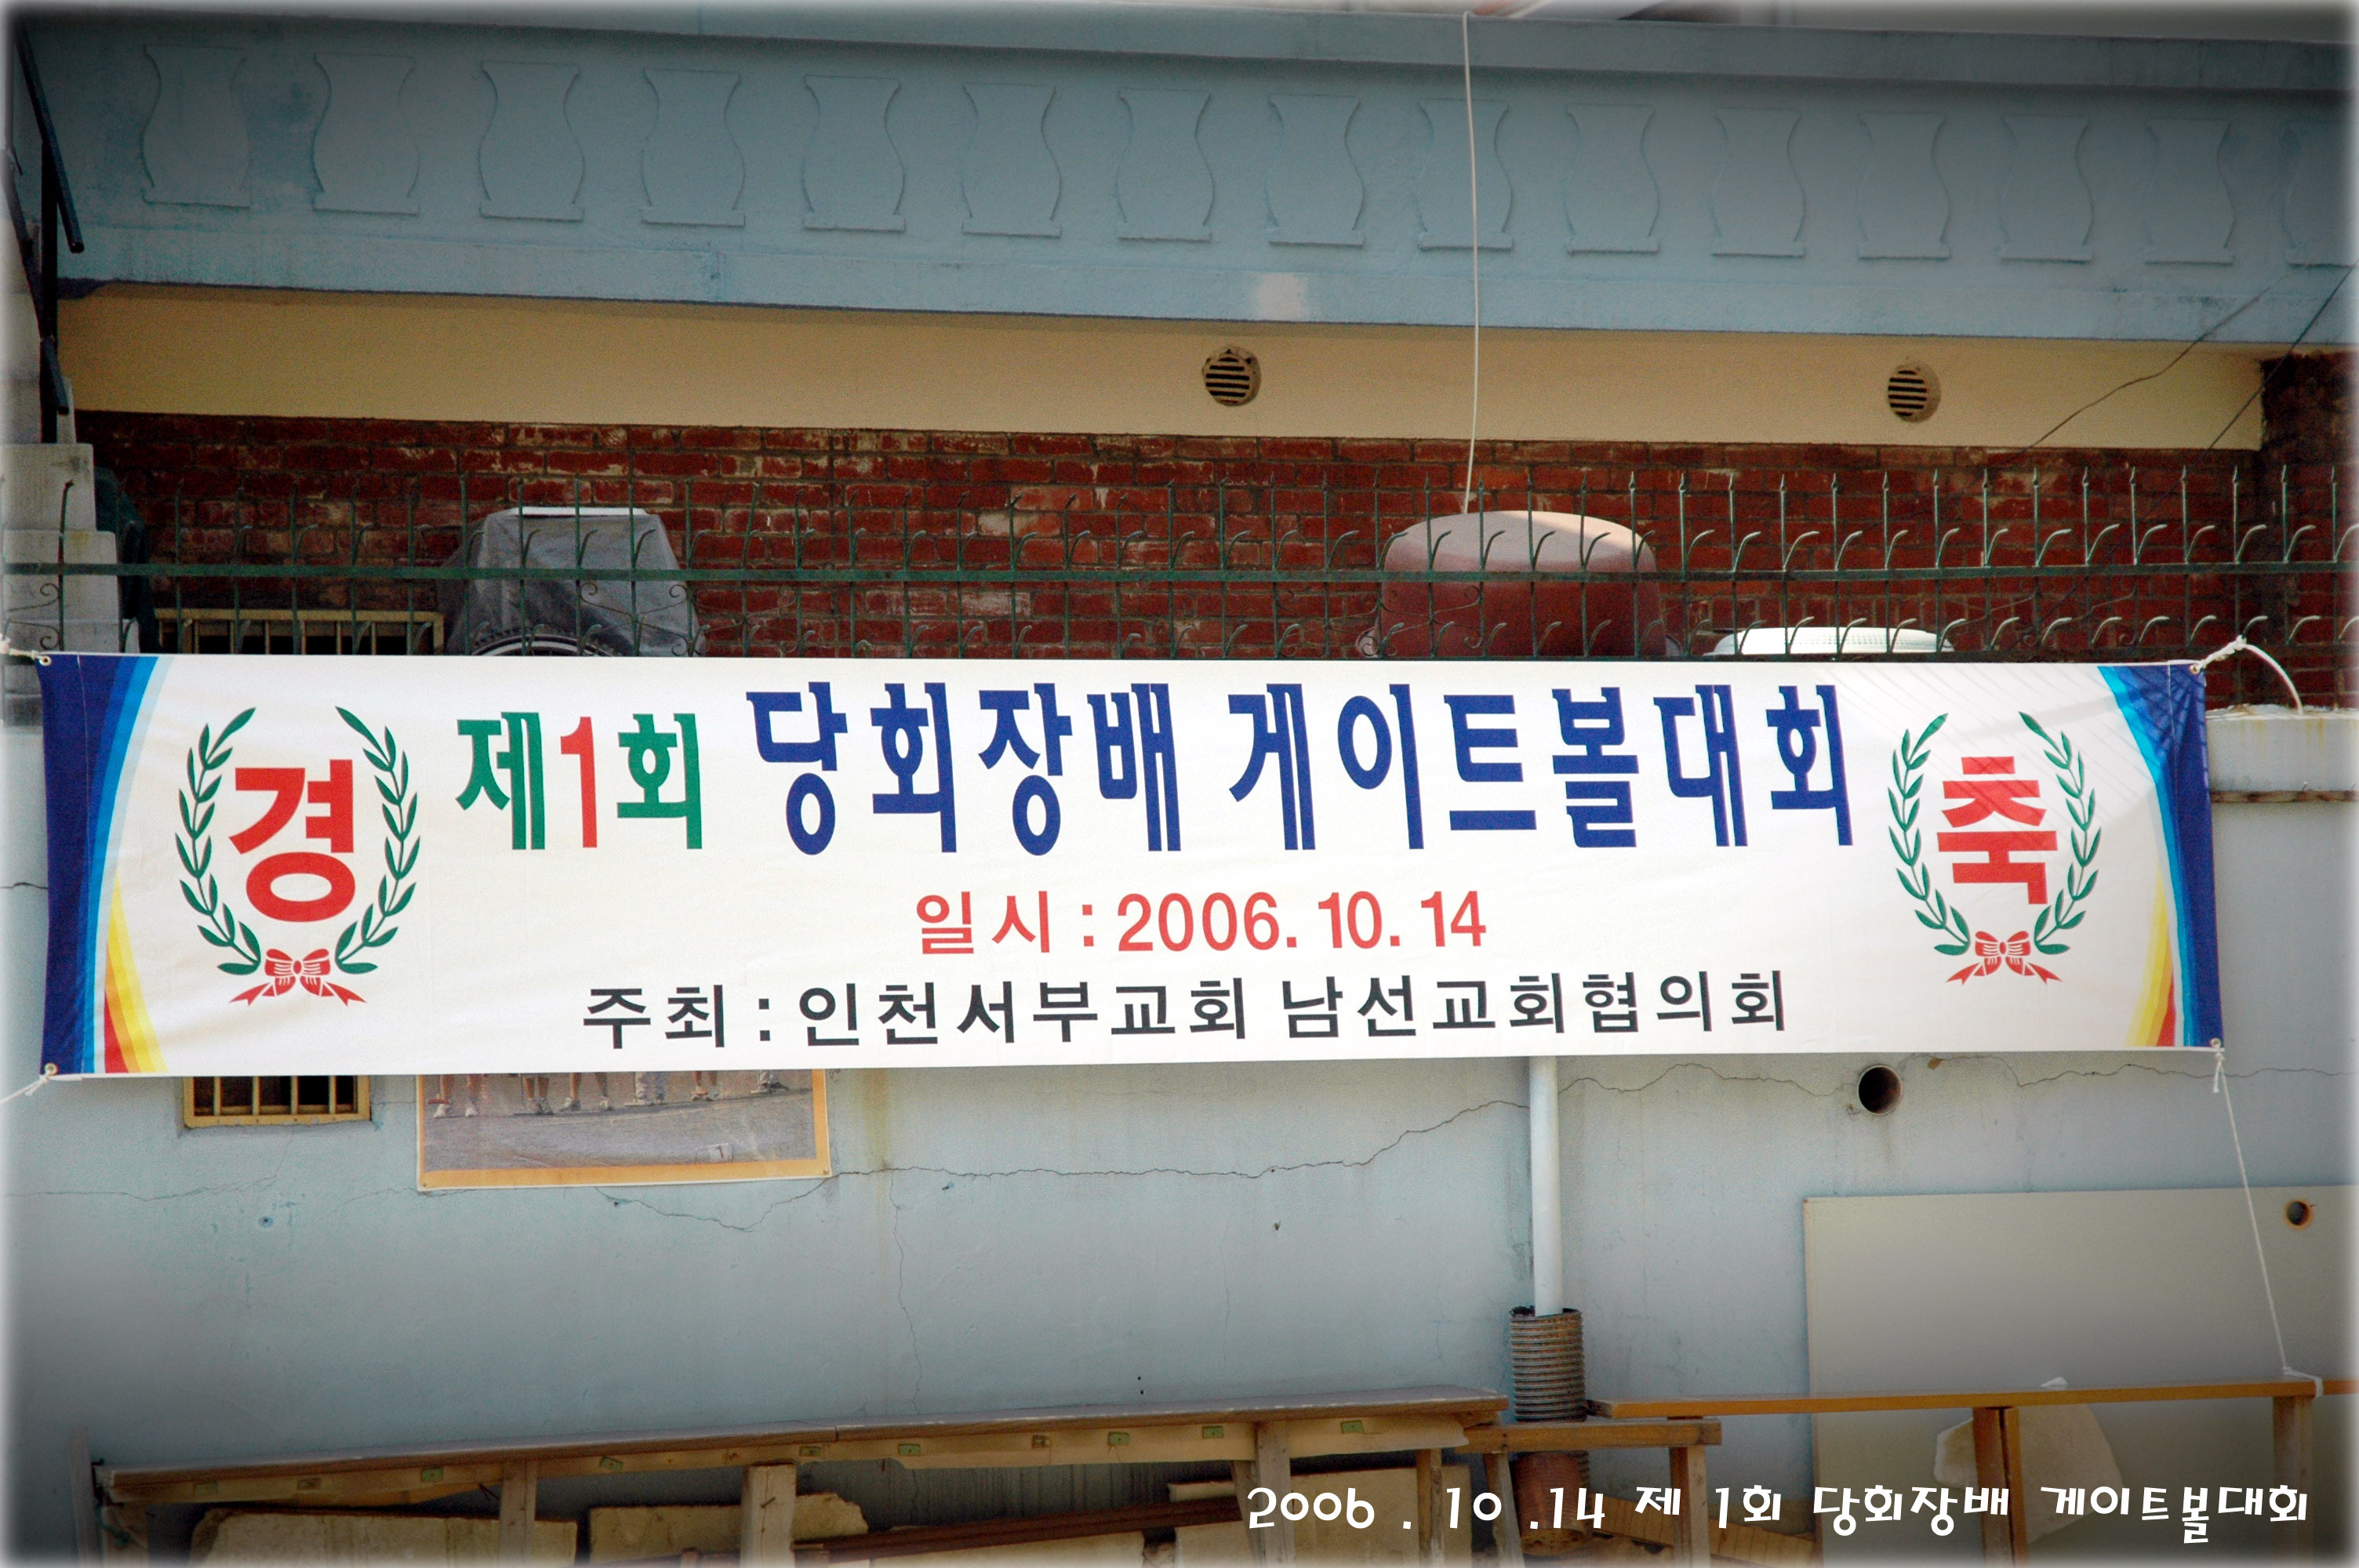 경 제1회 당회장배 게이트볼대회 축
일시 : 2006. 10. 14
주최 : 인천서부교회 남선교회협의회
1
2006 . 10 .14 제 1회 당회장배 게이트볼대회